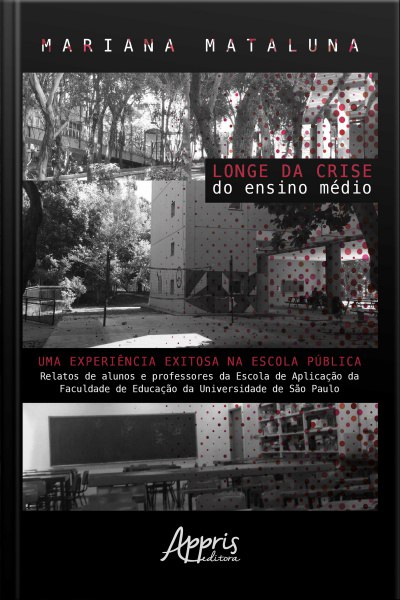 MARIANA MATALUNA
LONGE DA CRISE
do ensino médio
UMA EXPERIÊNCIA EXITOSA NA ESCOLA PÚBLICA
Relatos de alunos e professores da Escola de Aplicação da
Faculdade de Educação da Universidade de São Paulo
Appris
editora